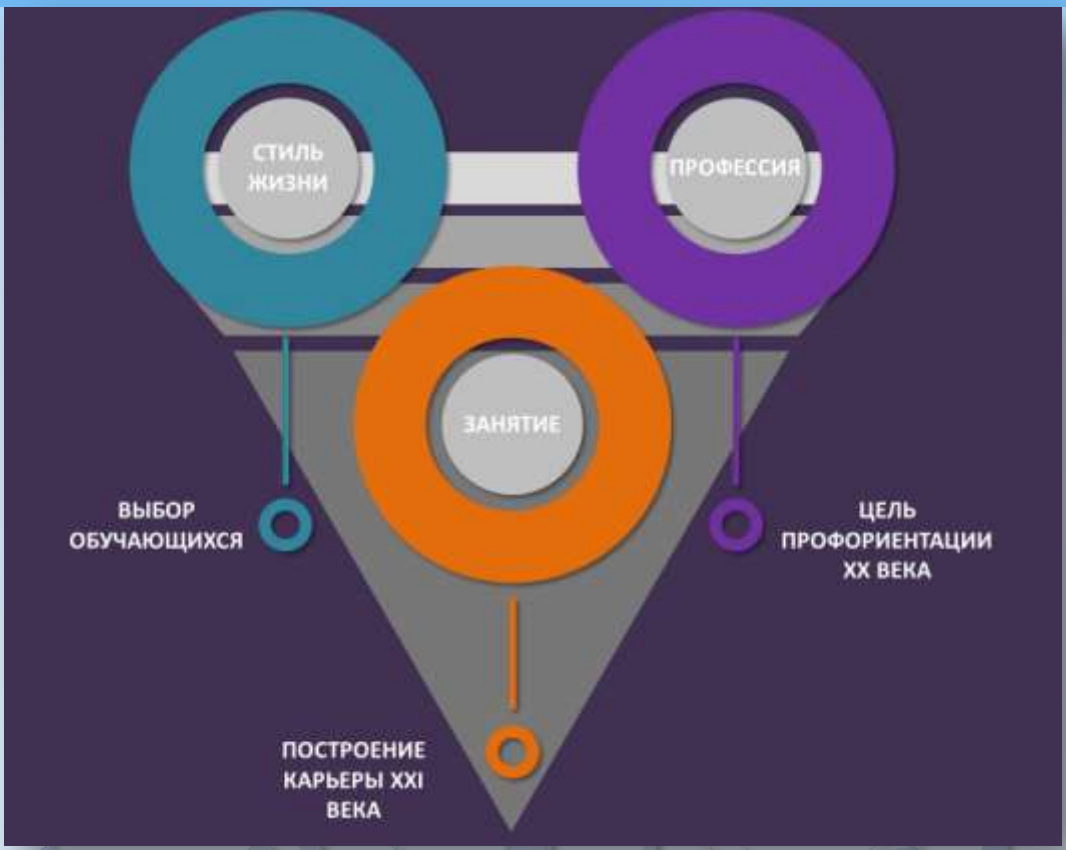 СТИЛЬ
ЖИЗНИ
ПРОФЕССИЯ
ЗАНЯТИЕ
ВЫБОР
ОБУЧАЮЩИХСЯ
ЦЕЛЬ
ПРОФОРИЕНТАЦИИ
XX ВЕКА
ПОСТРОЕНИЕ
КАРЬЕРЫ XXI
ВЕКА